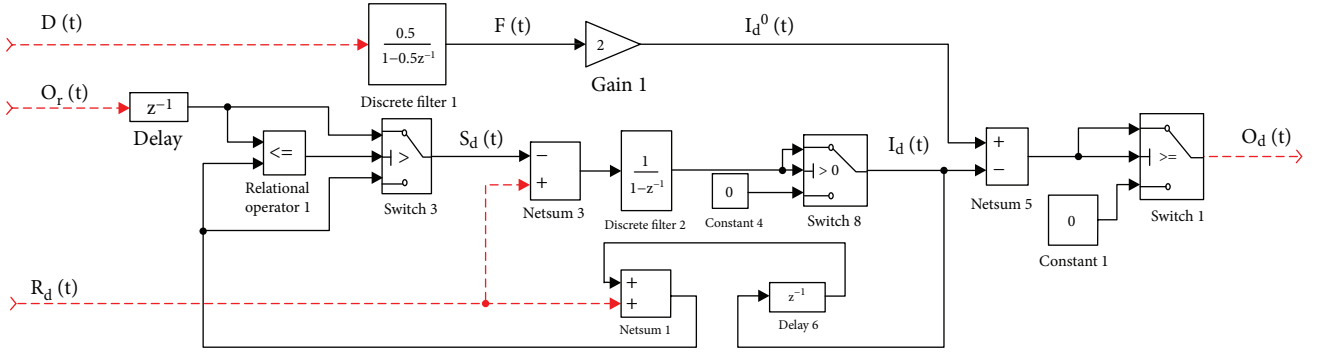 D (t)
0.5
1−0.5z⁻¹
Discrete filter 1
F (t)
2
Gain 1
I_d⁰(t)
O_r (t)
z⁻¹
Delay
<=
Relational
operator 1
>
Switch 3
S_d (t)
−
+
Netsum 3
1
1−z⁻¹
Discrete filter 2
0
Constant 4
> 0
Switch 8
I_d (t)
+
−
Netsum 5
0
Constant 1
>=
Switch 1
O_d (t)
R_d (t)
+
+
Netsum 1
z⁻¹
Delay 6